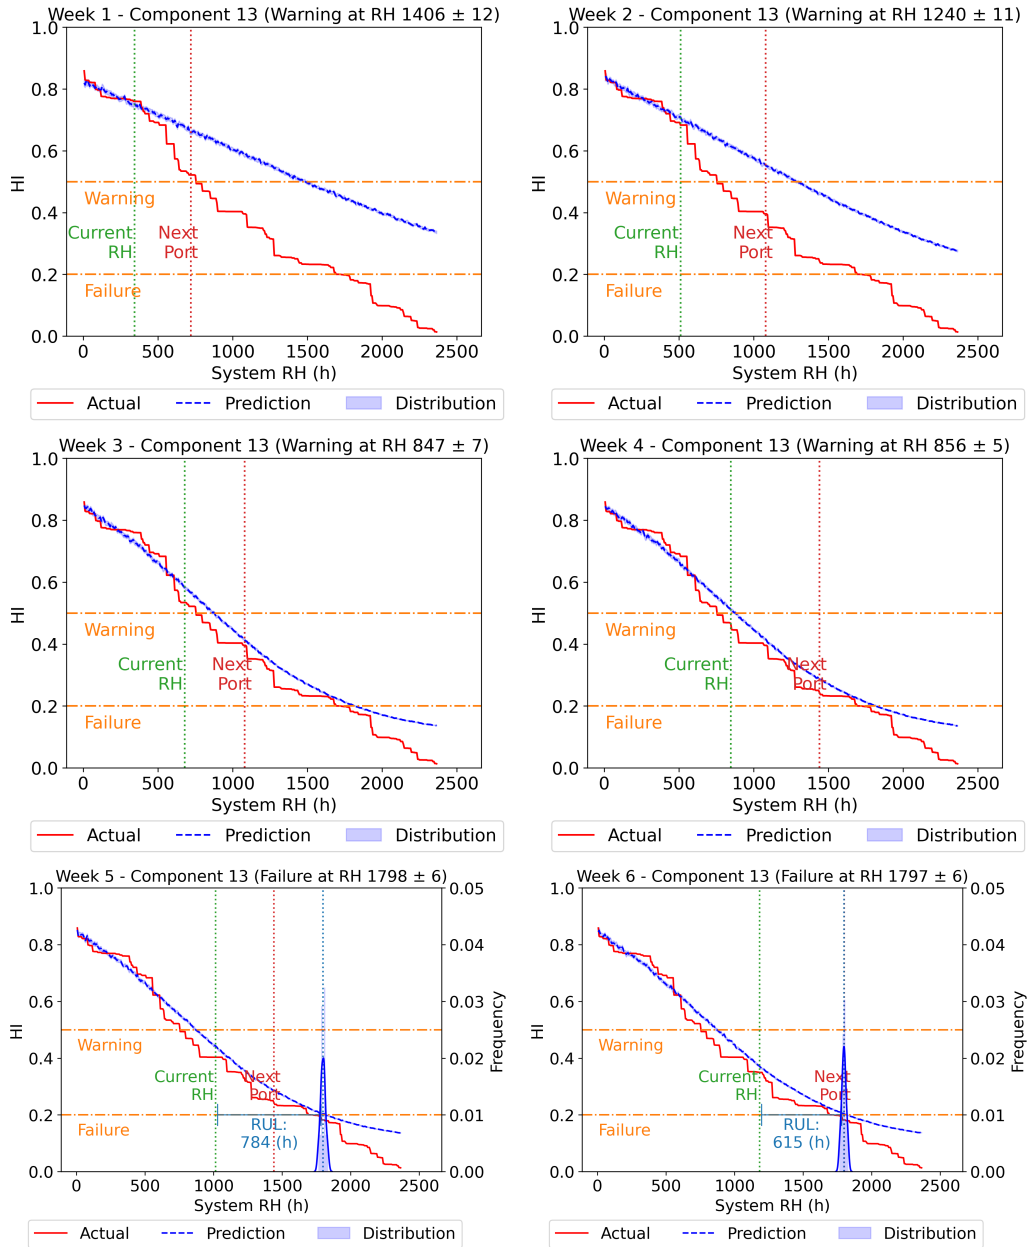 Week 1 - Component 13 (Warning at RH 1406 ± 12)
1.0
0.8
0.6
0.4
0.2
0.0
HI
Warning
Current
RH
Next
Port
Failure
0 500 1000 1500 2000 2500
System RH (h)
Actual Prediction Distribution
Week 2 - Component 13 (Warning at RH 1240 ± 11)
1.0
0.8
0.6
0.4
0.2
0.0
HI
Warning
Current
RH
Next
Port
Failure
0 500 1000 1500 2000 2500
System RH (h)
Actual Prediction Distribution
Week 3 - Component 13 (Warning at RH 847 ± 7)
1.0
0.8
0.6
0.4
0.2
0.0
HI
Warning
Current
RH
Next
Port
Failure
0 500 1000 1500 2000 2500
System RH (h)
Actual Prediction Distribution
Week 4 - Component 13 (Warning at RH 856 ± 5)
1.0
0.8
0.6
0.4
0.2
0.0
HI
Warning
Current
RH
Next
Port
Failure
0 500 1000 1500 2000 2500
System RH (h)
Actual Prediction Distribution
Week 5 - Component 13 (Failure at RH 1798 ± 6)
1.0
0.8
0.6
0.4
0.2
0.0
HI
0.05
0.04
0.03
0.02
0.01
0.00
Frequency
Warning
Current
RH
Next
Port
Failure
RUL:
784 (h)
0 500 1000 1500 2000 2500
System RH (h)
Actual Prediction Distribution
Week 6 - Component 13 (Failure at RH 1797 ± 6)
1.0
0.8
0.6
0.4
0.2
0.0
HI
0.05
0.04
0.03
0.02
0.01
0.00
Frequency
Warning
Current
RH
Next
Port
Failure
RUL:
615 (h)
0 500 1000 1500 2000 2500
System RH (h)
Actual Prediction Distribution